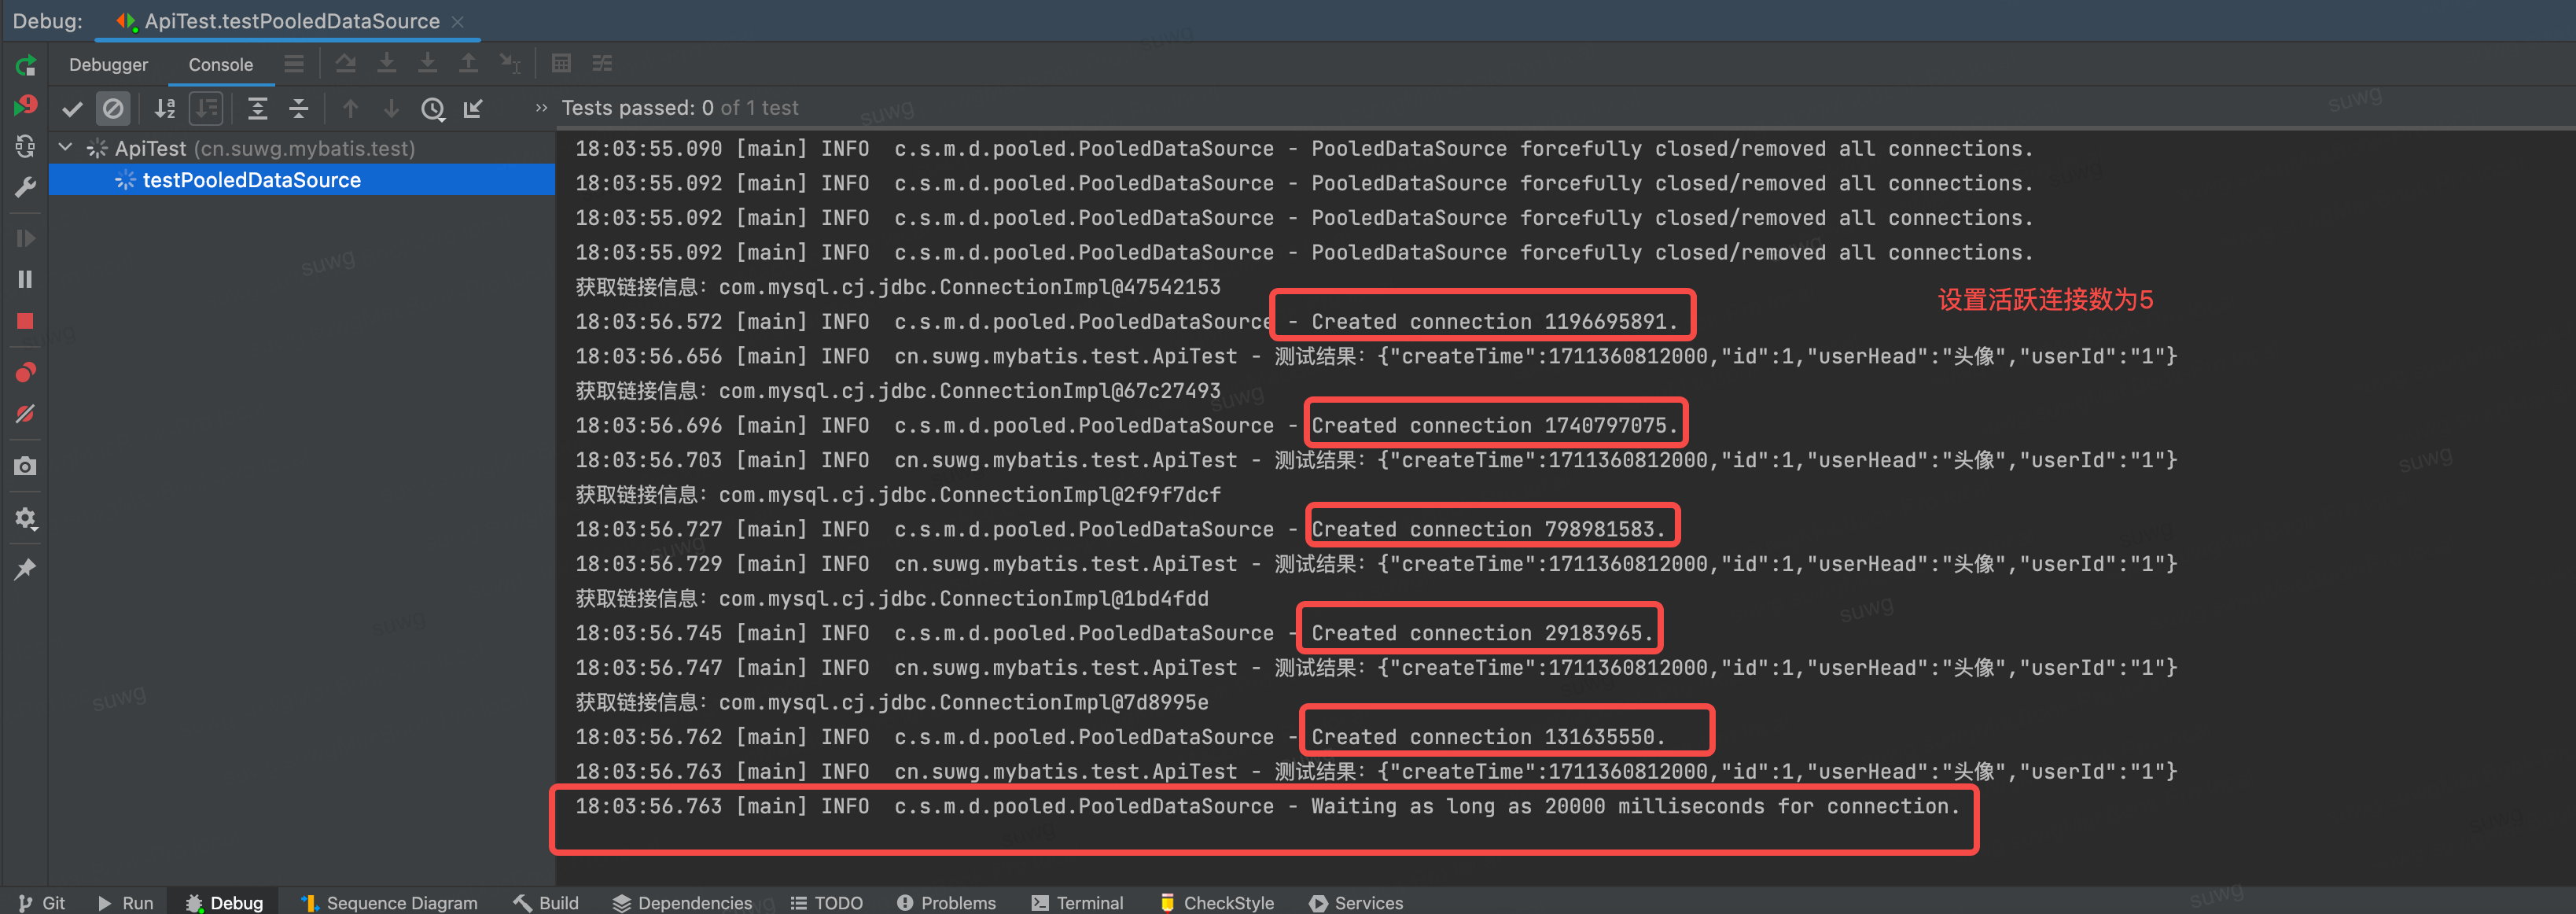 Debug: ApiTest.testPooledDataSource
Debugger Console
Tests passed: 0 of 1 test
ApiTest (cn.suwg.mybatis.test)
testPooledDataSource
18:03:55.090 [main] INFO  c.s.m.d.pooled.PooledDataSource - PooledDataSource forcefully closed/removed all connections.
18:03:55.092 [main] INFO  c.s.m.d.pooled.PooledDataSource - PooledDataSource forcefully closed/removed all connections.
18:03:55.092 [main] INFO  c.s.m.d.pooled.PooledDataSource - PooledDataSource forcefully closed/removed all connections.
18:03:55.092 [main] INFO  c.s.m.d.pooled.PooledDataSource - PooledDataSource forcefully closed/removed all connections.
获取链接信息: com.mysql.cj.jdbc.ConnectionImpl@47542153
设置活跃连接数为5
18:03:56.572 [main] INFO  c.s.m.d.pooled.PooledDataSource - Created connection 1196695891.
18:03:56.656 [main] INFO  cn.suwg.mybatis.test.ApiTest - 测试结果: {"createTime":1711360812000,"id":1,"userHead":"头像","userId":"1"}
获取链接信息: com.mysql.cj.jdbc.ConnectionImpl@67c27493
18:03:56.696 [main] INFO  c.s.m.d.pooled.PooledDataSource - Created connection 1740797075.
18:03:56.703 [main] INFO  cn.suwg.mybatis.test.ApiTest - 测试结果: {"createTime":1711360812000,"id":1,"userHead":"头像","userId":"1"}
获取链接信息: com.mysql.cj.jdbc.ConnectionImpl@2f9f7dcf
18:03:56.727 [main] INFO  c.s.m.d.pooled.PooledDataSource - Created connection 798981583.
18:03:56.729 [main] INFO  cn.suwg.mybatis.test.ApiTest - 测试结果: {"createTime":1711360812000,"id":1,"userHead":"头像","userId":"1"}
获取链接信息: com.mysql.cj.jdbc.ConnectionImpl@1bd4fdd
18:03:56.745 [main] INFO  c.s.m.d.pooled.PooledDataSource - Created connection 29183965.
18:03:56.747 [main] INFO  cn.suwg.mybatis.test.ApiTest - 测试结果: {"createTime":1711360812000,"id":1,"userHead":"头像","userId":"1"}
获取链接信息: com.mysql.cj.jdbc.ConnectionImpl@7d8995e
18:03:56.762 [main] INFO  c.s.m.d.pooled.PooledDataSource - Created connection 131635550.
18:03:56.763 [main] INFO  cn.suwg.mybatis.test.ApiTest - 测试结果: {"createTime":1711360812000,"id":1,"userHead":"头像","userId":"1"}
18:03:56.763 [main] INFO  c.s.m.d.pooled.PooledDataSource - Waiting as long as 20000 milliseconds for connection.
Git Run Debug Sequence Diagram Build Dependencies TODO Problems Terminal CheckStyle Services
suwg